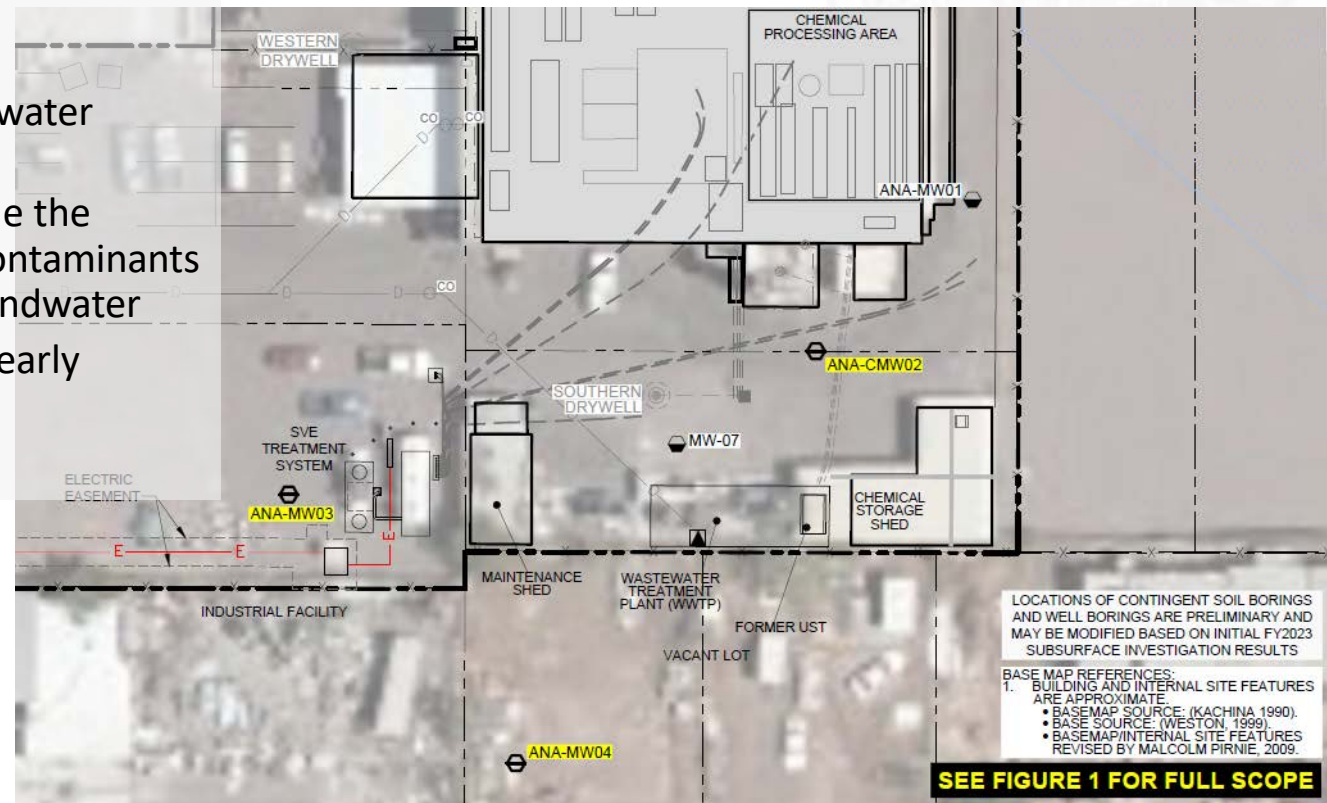 water
e the
ontaminants
ndwater
early
WESTERN
DRYWELL
CO
CO
D
D
D
D
D
CO
D
CHEMICAL
PROCESSING AREA
ANA-MW01
ANA-CMW02
SOUTHERN
DRYWELL
MW-07
SVE
TREATMENT
SYSTEM
ELECTRIC
EASEMENT
ANA-MW03
E
E
E
CHEMICAL
STORAGE
SHED
MAINTENANCE
SHED
WASTEWATER
TREATMENT
PLANT (WWTP)
FORMER UST
INDUSTRIAL FACILITY
VACANT LOT
ANA-MW04
LOCATIONS OF CONTINGENT SOIL BORINGS
AND WELL BORINGS ARE PRELIMINARY AND
MAY BE MODIFIED BASED ON INITIAL FY2023
SUBSURFACE INVESTIGATION RESULTS
BASE MAP REFERENCES:
1. BUILDING AND INTERNAL SITE FEATURES
ARE APPROXIMATE.
• BASEMAP SOURCE: (KACHINA 1990).
• BASE SOURCE: (WESTON, 1999).
• BASEMAP/INTERNAL SITE FEATURES
REVISED BY MALCOLM PIRNIE, 2009.
SEE FIGURE 1 FOR FULL SCOPE